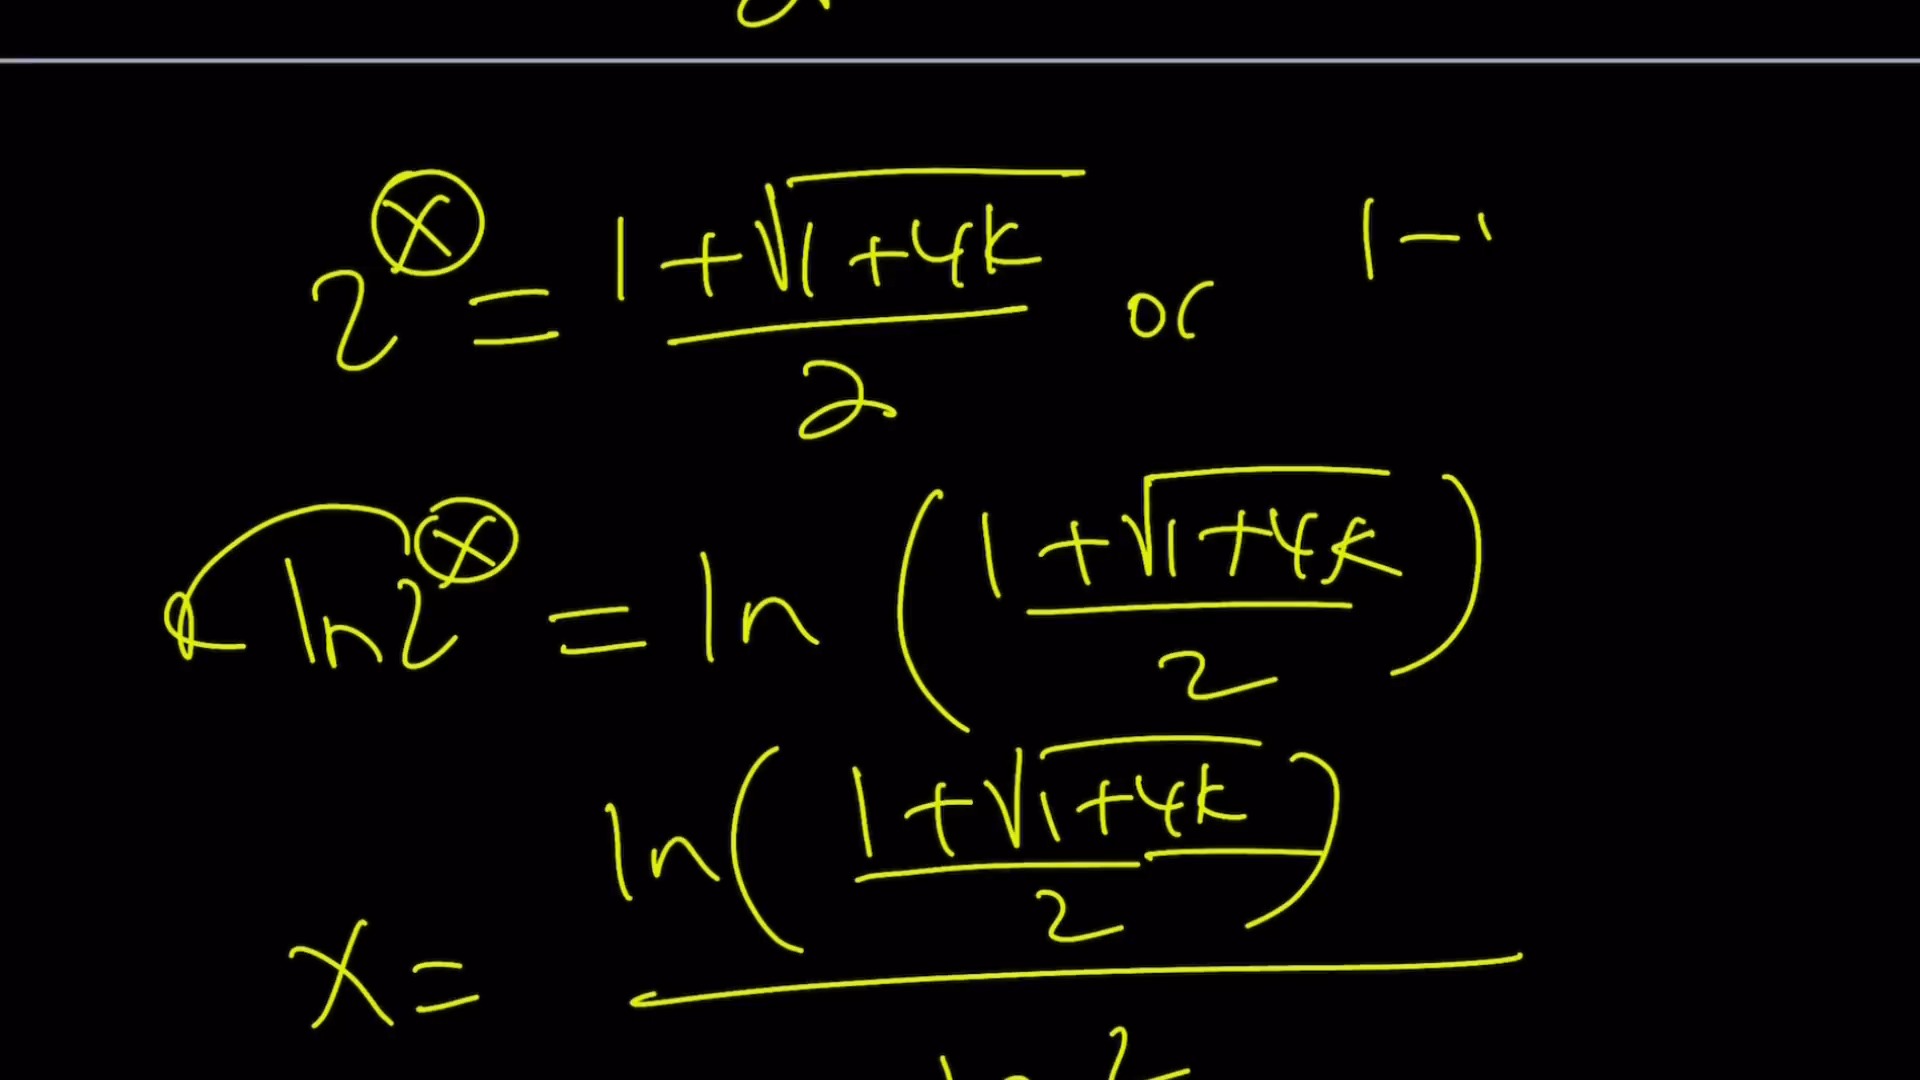 2^x = (1+√(1+4k))/2 or 1-
ln2^x = ln((1+√(1+4k))/2)
x = ln((1+√(1+4k))/2)/ln 2